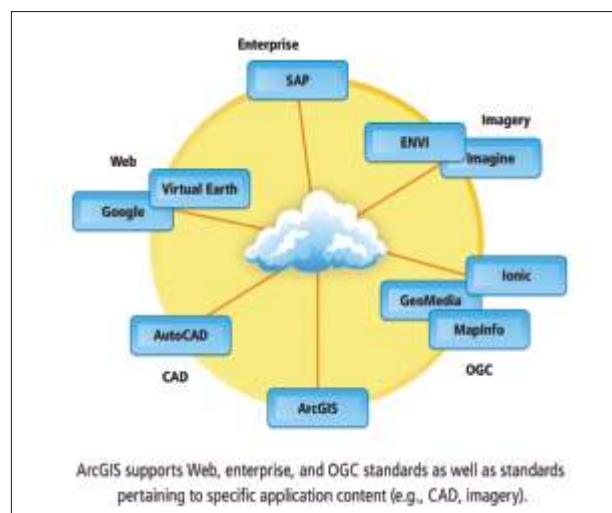 Enterprise
SAP
Imagery
ENVI
Imagine
Web
Virtual Earth
Google
Ionic
GeoMedia
MapInfo
OGC
AutoCAD
CAD
ArcGIS
ArcGIS supports Web, enterprise, and OGC standards as well as standards
pertaining to specific application content (e.g., CAD, imagery).